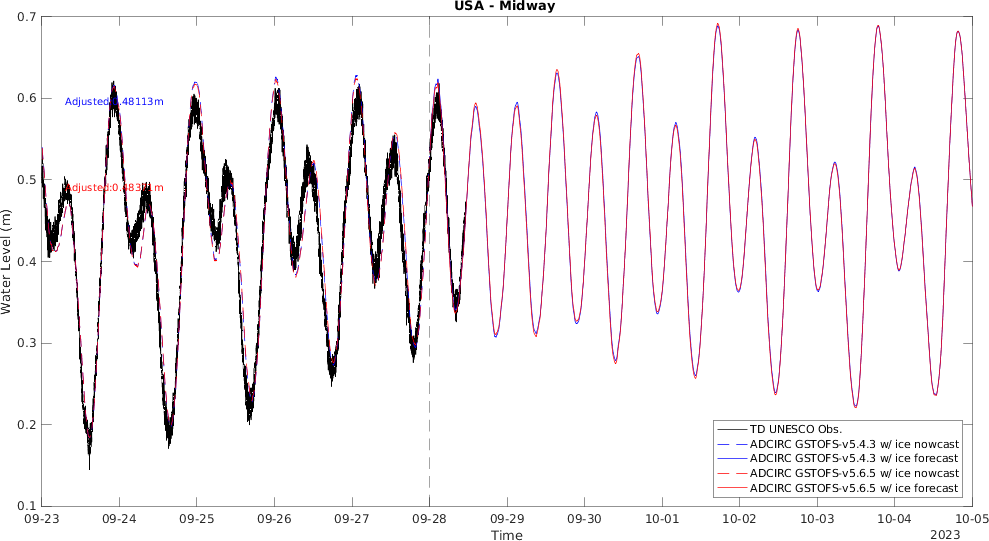 USA - Midway
0.7
0.6
0.5
0.4
0.3
0.2
0.1
Water Level (m)
09-23
09-24
09-25
09-26
09-27
09-28
09-29
09-30
10-01
10-02
10-03
10-04
10-05
Time
2023
TD UNESCO Obs.
ADCIRC GSTOFS-v5.4.3 w/ ice nowcast
ADCIRC GSTOFS-v5.4.3 w/ ice forecast
ADCIRC GSTOFS-v5.6.5 w/ ice nowcast
ADCIRC GSTOFS-v5.6.5 w/ ice forecast